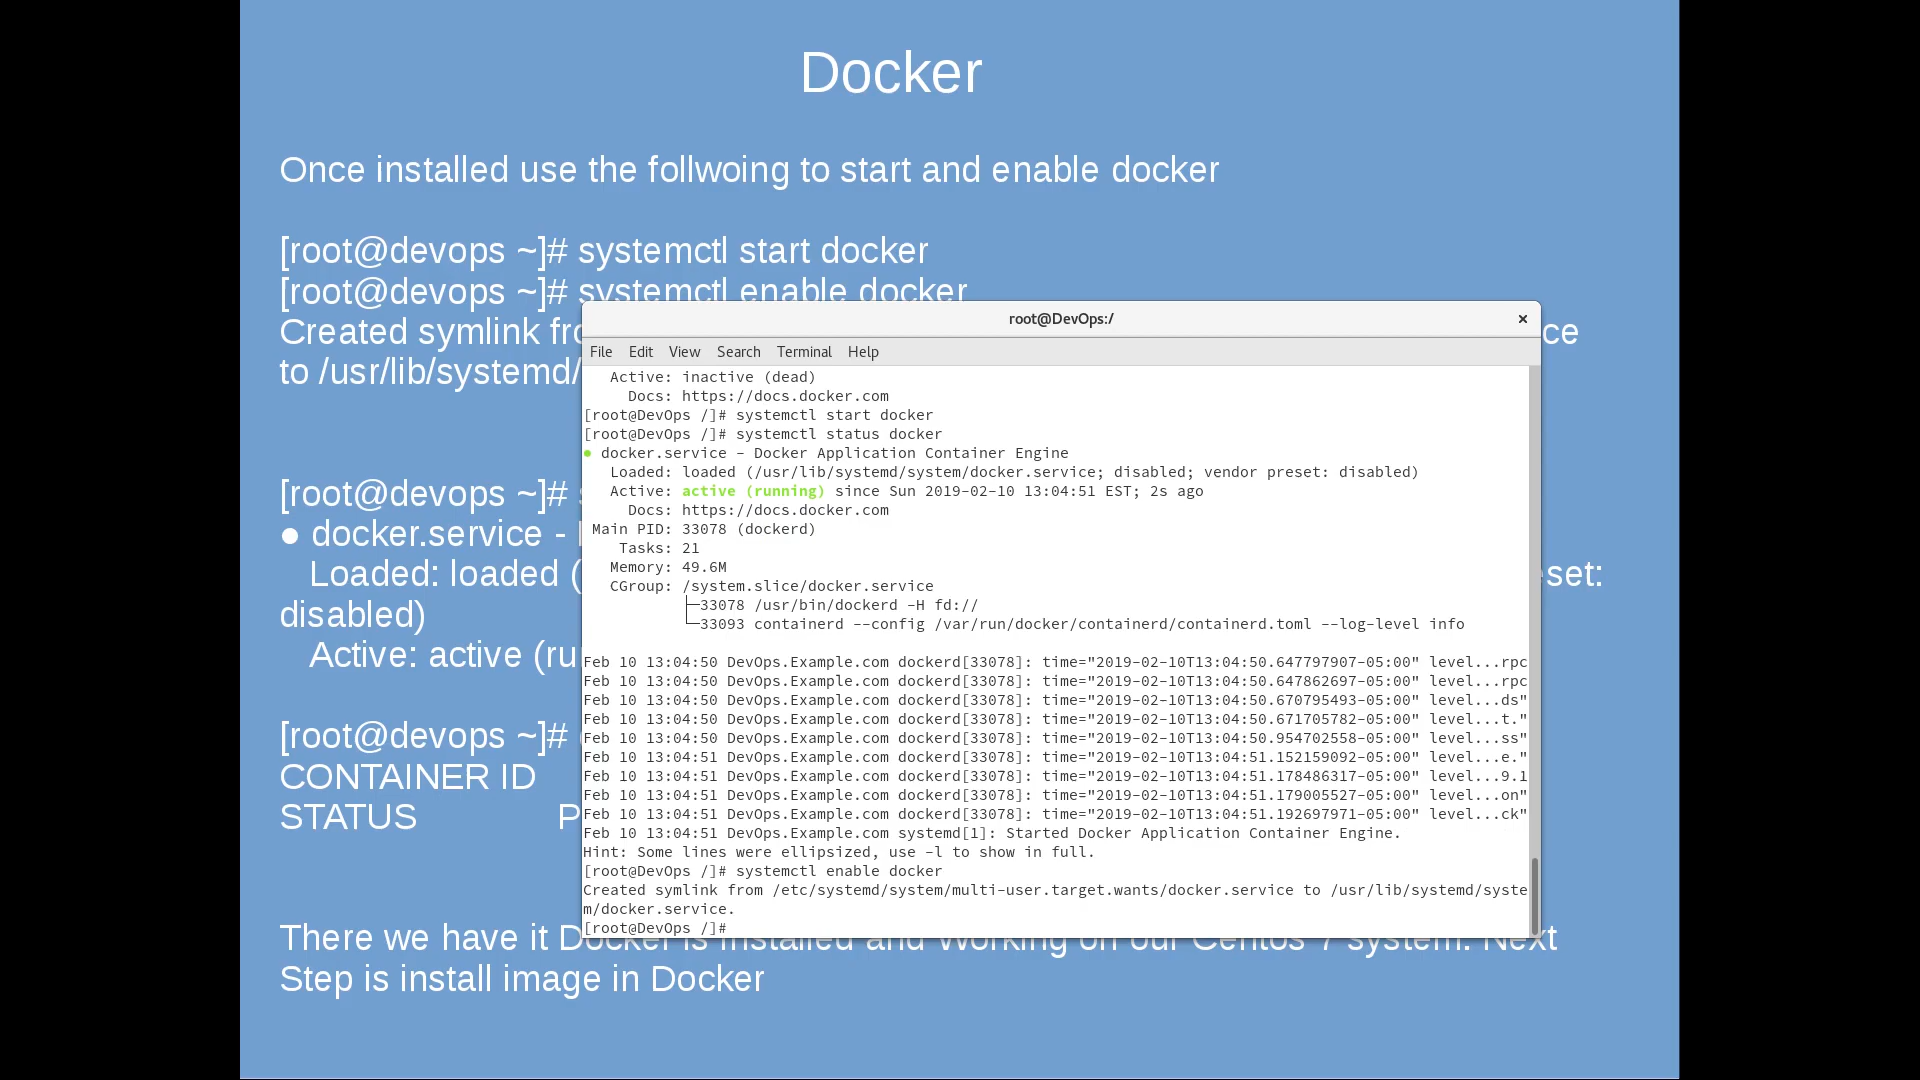 Docker
Once installed use the follwoing to start and enable docker
[root@devops ~]# systemctl start docker
[root@devops ~]# systemctl enable docker
Created symlink
ce
to /usr/lib/systemd/
[root@devops ~]#
● docker.service -
Loaded: loaded (
set:
disabled)
Active: active
[root@devops ~]#
CONTAINER ID
STATUS P
There we have it Docker is installed and Working on our Centos 7 system. Next
Step is install image in Docker
root@DevOps:/
File Edit View Search Terminal Help
Active: inactive (dead)
Docs: https://docs.docker.com
[root@DevOps /]# systemctl start docker
[root@DevOps /]# systemctl status docker
● docker.service - Docker Application Container Engine
Loaded: loaded (/usr/lib/systemd/system/docker.service; disabled; vendor preset: disabled)
Active: active (running) since Sun 2019-02-10 13:04:51 EST; 2s ago
Docs: https://docs.docker.com
Main PID: 33078 (dockerd)
Tasks: 21
Memory: 49.6M
CGroup: /system.slice/docker.service
├─33078 /usr/bin/dockerd -H fd://
└─33093 containerd --config /var/run/docker/containerd/containerd.toml --log-level info
Feb 10 13:04:50 DevOps.Example.com dockerd[33078]: time="2019-02-10T13:04:50.647797907-05:00" level...rpc
Feb 10 13:04:50 DevOps.Example.com dockerd[33078]: time="2019-02-10T13:04:50.647862697-05:00" level...rpc
Feb 10 13:04:50 DevOps.Example.com dockerd[33078]: time="2019-02-10T13:04:50.670795493-05:00" level...ds"
Feb 10 13:04:50 DevOps.Example.com dockerd[33078]: time="2019-02-10T13:04:50.671705782-05:00" level...t."
Feb 10 13:04:50 DevOps.Example.com dockerd[33078]: time="2019-02-10T13:04:50.954702558-05:00" level...ss"
Feb 10 13:04:51 DevOps.Example.com dockerd[33078]: time="2019-02-10T13:04:51.152159092-05:00" level...e."
Feb 10 13:04:51 DevOps.Example.com dockerd[33078]: time="2019-02-10T13:04:51.178486317-05:00" level...9.1
Feb 10 13:04:51 DevOps.Example.com dockerd[33078]: time="2019-02-10T13:04:51.179005527-05:00" level...on"
Feb 10 13:04:51 DevOps.Example.com dockerd[33078]: time="2019-02-10T13:04:51.192697971-05:00" level...ck"
Feb 10 13:04:51 DevOps.Example.com systemd[1]: Started Docker Application Container Engine.
Hint: Some lines were ellipsized, use -l to show in full.
[root@DevOps /]# systemctl enable docker
Created symlink from /etc/systemd/system/multi-user.target.wants/docker.service to /usr/lib/systemd/syste
m/docker.service.
[root@DevOps /]#